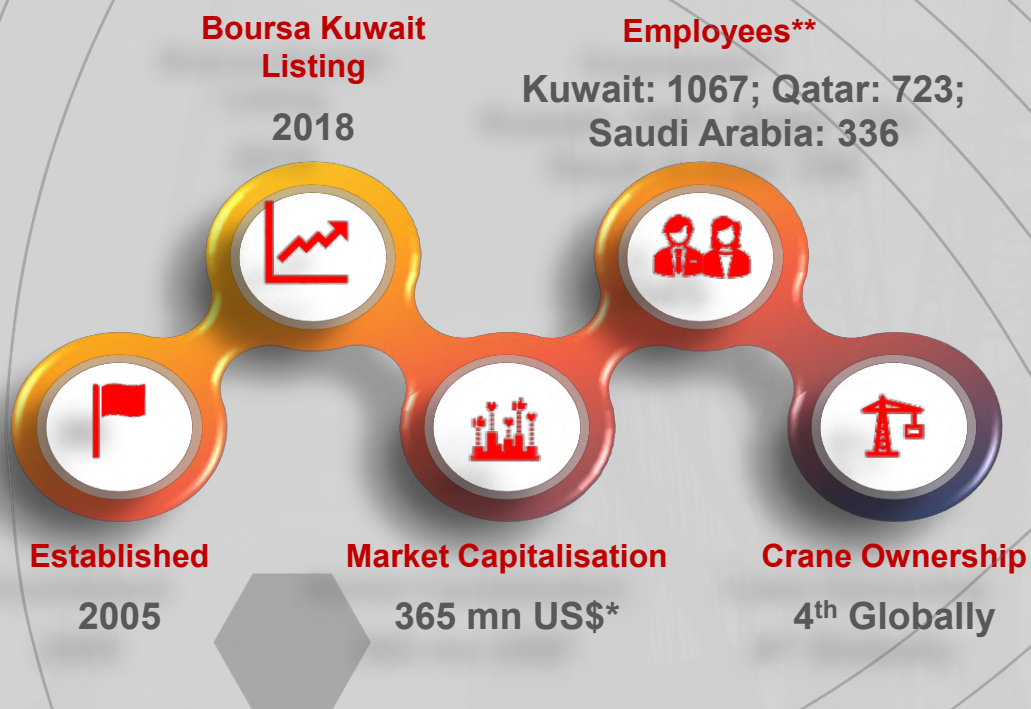 Boursa Kuwait
Listing
2018
Employees**
Kuwait: 1067; Qatar: 723;
Saudi Arabia: 336
Established
2005
Market Capitalisation
365 mn US$*
Crane Ownership
4th Globally